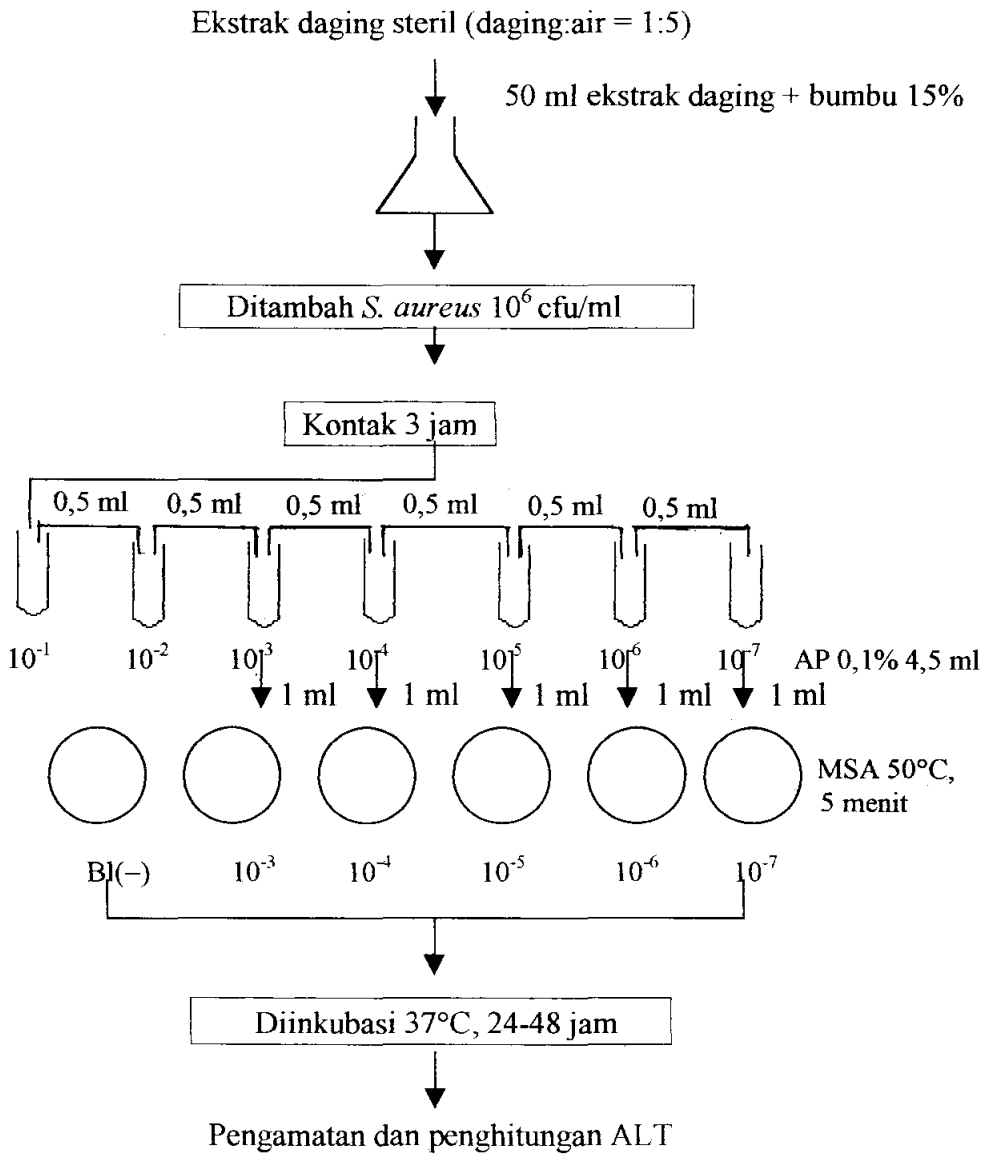 Ekstrak daging steril (daging:air = 1:5)
50 ml ekstrak daging + bumbu 15%
Ditambah S. aureus 10⁶ cfu/ml
Kontak 3 jam
0,5 ml 0,5 ml 0,5 ml 0,5 ml 0,5 ml 0,5 ml
10⁻¹ 10⁻² 10⁻³ 10⁻⁴ 10⁻⁵ 10⁻⁶ 10⁻⁷ AP 0,1% 4,5 ml
1 ml 1 ml 1 ml 1 ml 1 ml
MSA 50°C,
5 menit
Bl(–) 10⁻³ 10⁻⁴ 10⁻⁵ 10⁻⁶ 10⁻⁷
Diinkubasi 37°C, 24-48 jam
Pengamatan dan penghitungan ALT